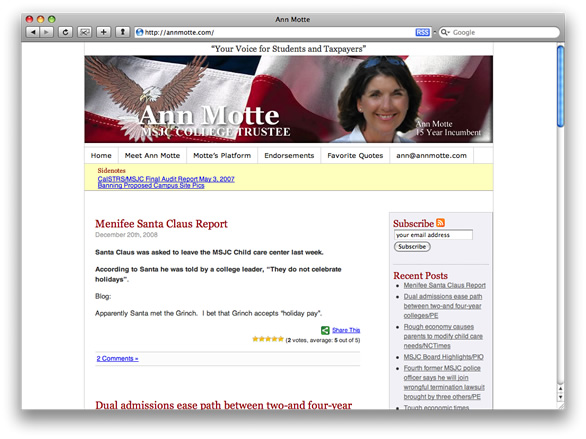 Ann Motte
http://annmotte.com/
RSS
Google
"Your Voice for Students and Taxpayers"
Ann Motte
MSJC COLLEGE TRUSTEE
Ann Motte
15 Year Incumbent
Home
Meet Ann Motte
Motte's Platform
Endorsements
Favorite Quotes
ann@annmotte.com
Sidenotes
CalSTRS/MSJC Final Audit Report May 3, 2007
Banning Proposed Campus Site Pics
Menifee Santa Claus Report
December 20th, 2008
Santa Claus was asked to leave the MSJC Child care center last week.
According to Santa he was told by a college leader, "They do not celebrate
holidays".
Blog:
Apparently Santa met the Grinch. I bet that Grinch accepts "holiday pay".
Share This
(2 votes, average: 5 out of 5)
2 Comments »
Dual admissions ease path between two-and four-year
Subscribe
your email address
Subscribe
Recent Posts
Menifee Santa Claus Report
Dual admissions ease path
between two-and four-year
colleges/PE
Rough economy causes
parents to modify child care
needs/NCTimes
MSJC Board Highlights/PIO
Fourth former MSJC police
officer says he will join
wrongful termination lawsuit
brought by three others/PE
Tough economic times